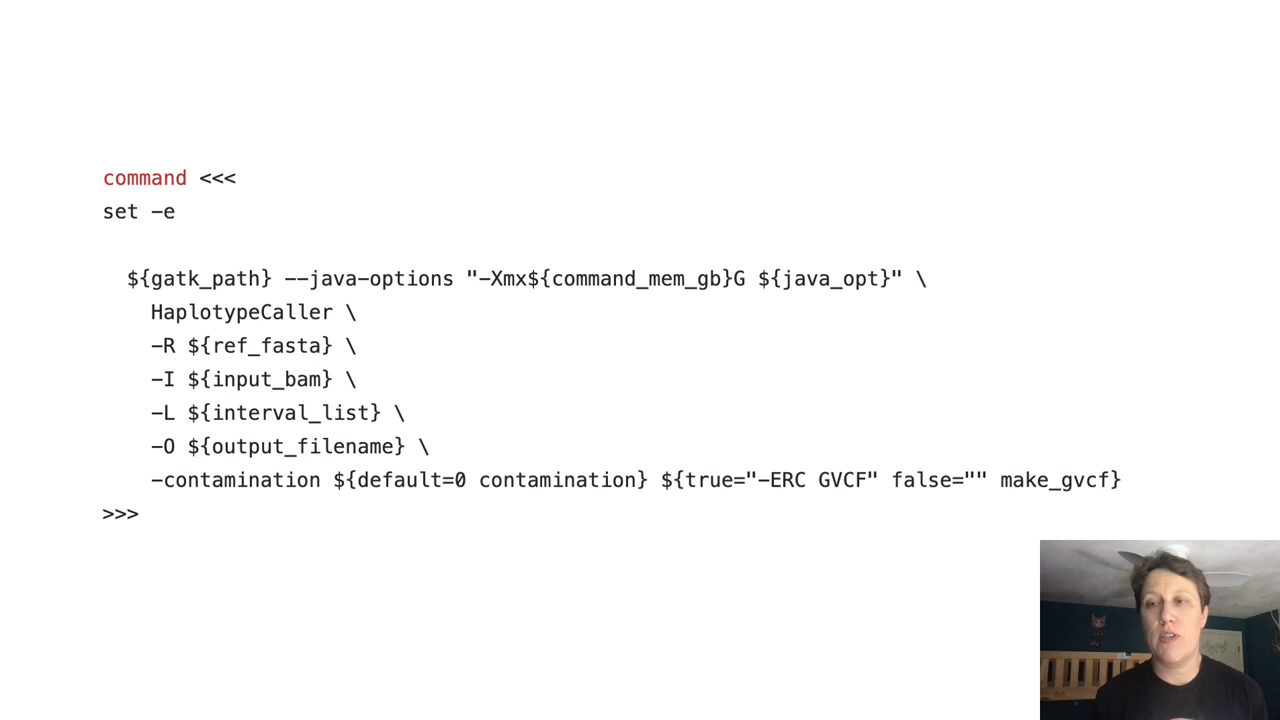 command <<<
set -e
${gatk_path} --java-options "-Xmx${command_mem_gb}G ${java_opt}" \
HaplotypeCaller \
-R ${ref_fasta} \
-I ${input_bam} \
-L ${interval_list} \
-O ${output_filename} \
-contamination ${default=0 contamination} ${true="-ERC GVCF" false="" make_gvcf}
>>>